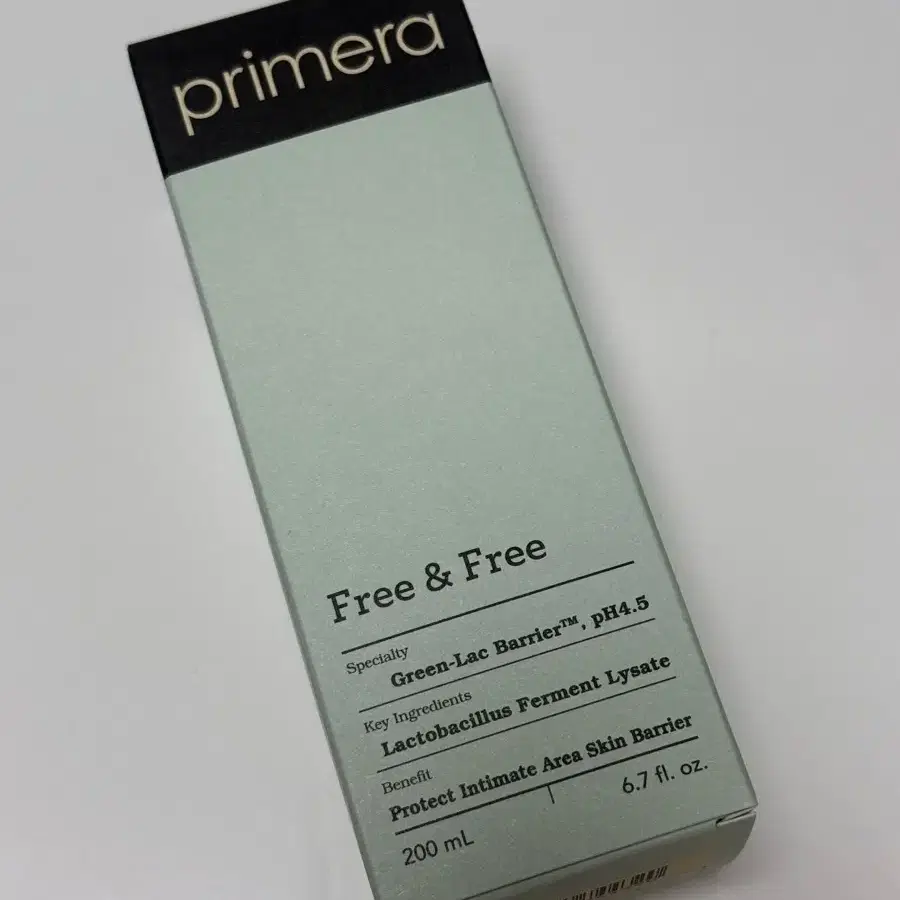 primera
Free & Free
Specialty
Green-Lac Barrier™, pH4.5
Key Ingredients
Lactobacillus Ferment Lysate
Benefit
Protect Intimate Area Skin Barrier
200 mL | 6.7 fl. oz.